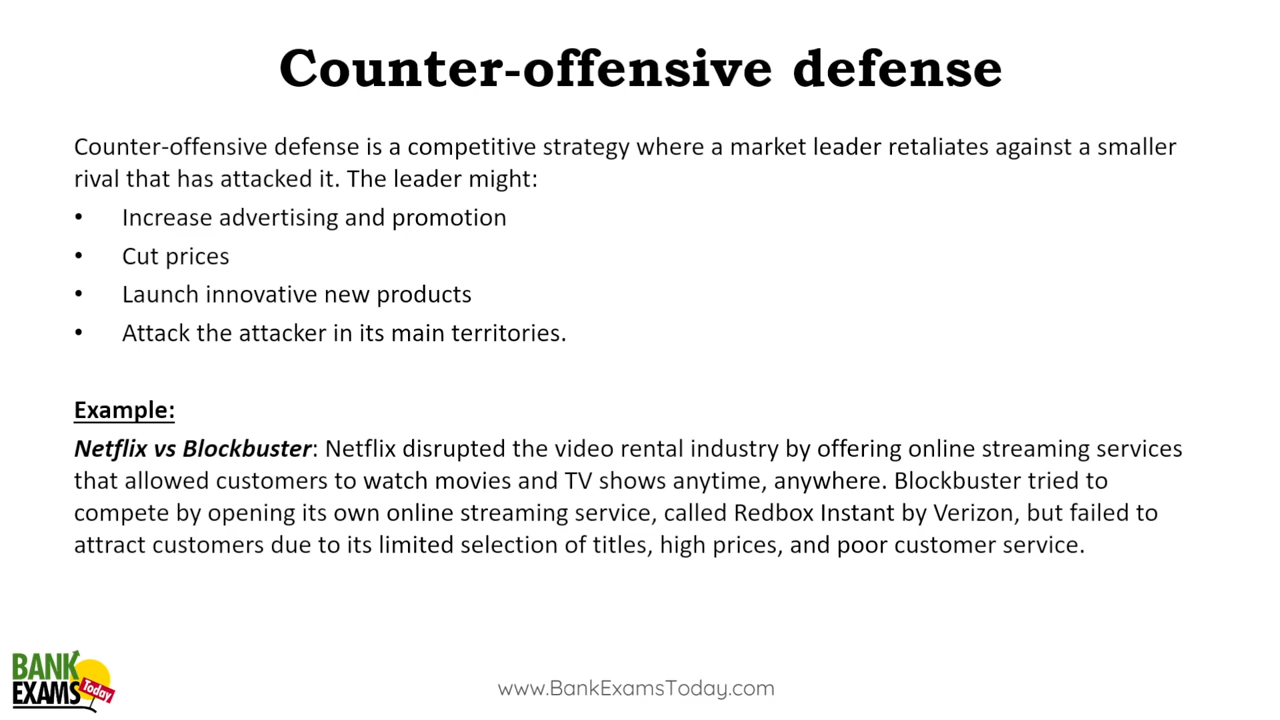 Counter-offensive defense
Counter-offensive defense is a competitive strategy where a market leader retaliates against a smaller
rival that has attacked it. The leader might:
• Increase advertising and promotion
• Cut prices
• Launch innovative new products
• Attack the attacker in its main territories.
Example:
Netflix vs Blockbuster: Netflix disrupted the video rental industry by offering online streaming services
that allowed customers to watch movies and TV shows anytime, anywhere. Blockbuster tried to
compete by opening its own online streaming service, called Redbox Instant by Verizon, but failed to
attract customers due to its limited selection of titles, high prices, and poor customer service.
BANK
EXAMS
Today
www.BankExamsToday.com